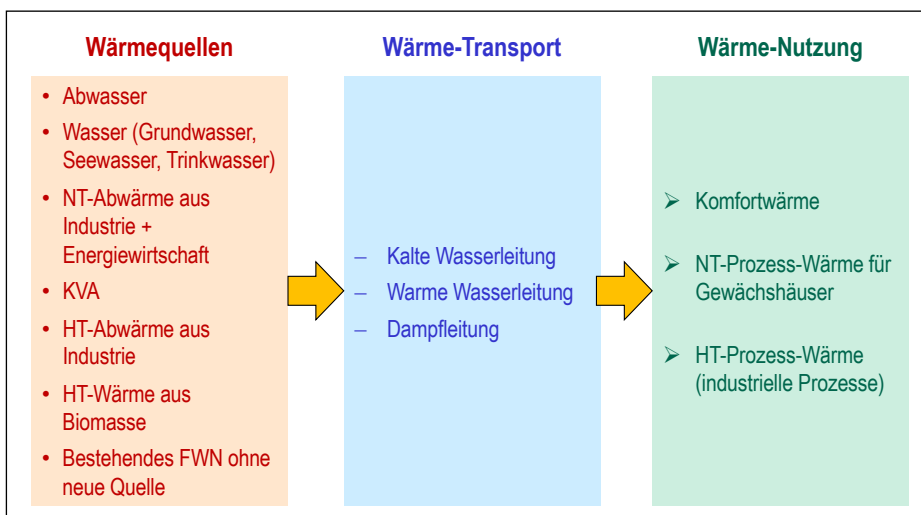 Wärmequellen
• Abwasser
• Wasser (Grundwasser,
Seewasser, Trinkwasser)
• NT-Abwärme aus
Industrie +
Energiewirtschaft
• KVA
• HT-Abwärme aus
Industrie
• HT-Wärme aus
Biomasse
• Bestehendes FWN ohne
neue Quelle
Wärme-Transport
– Kalte Wasserleitung
– Warme Wasserleitung
– Dampfleitung
Wärme-Nutzung
➢ Komfortwärme
➢ NT-Prozess-Wärme für
Gewächshäuser
➢ HT-Prozess-Wärme
(industrielle Prozesse)